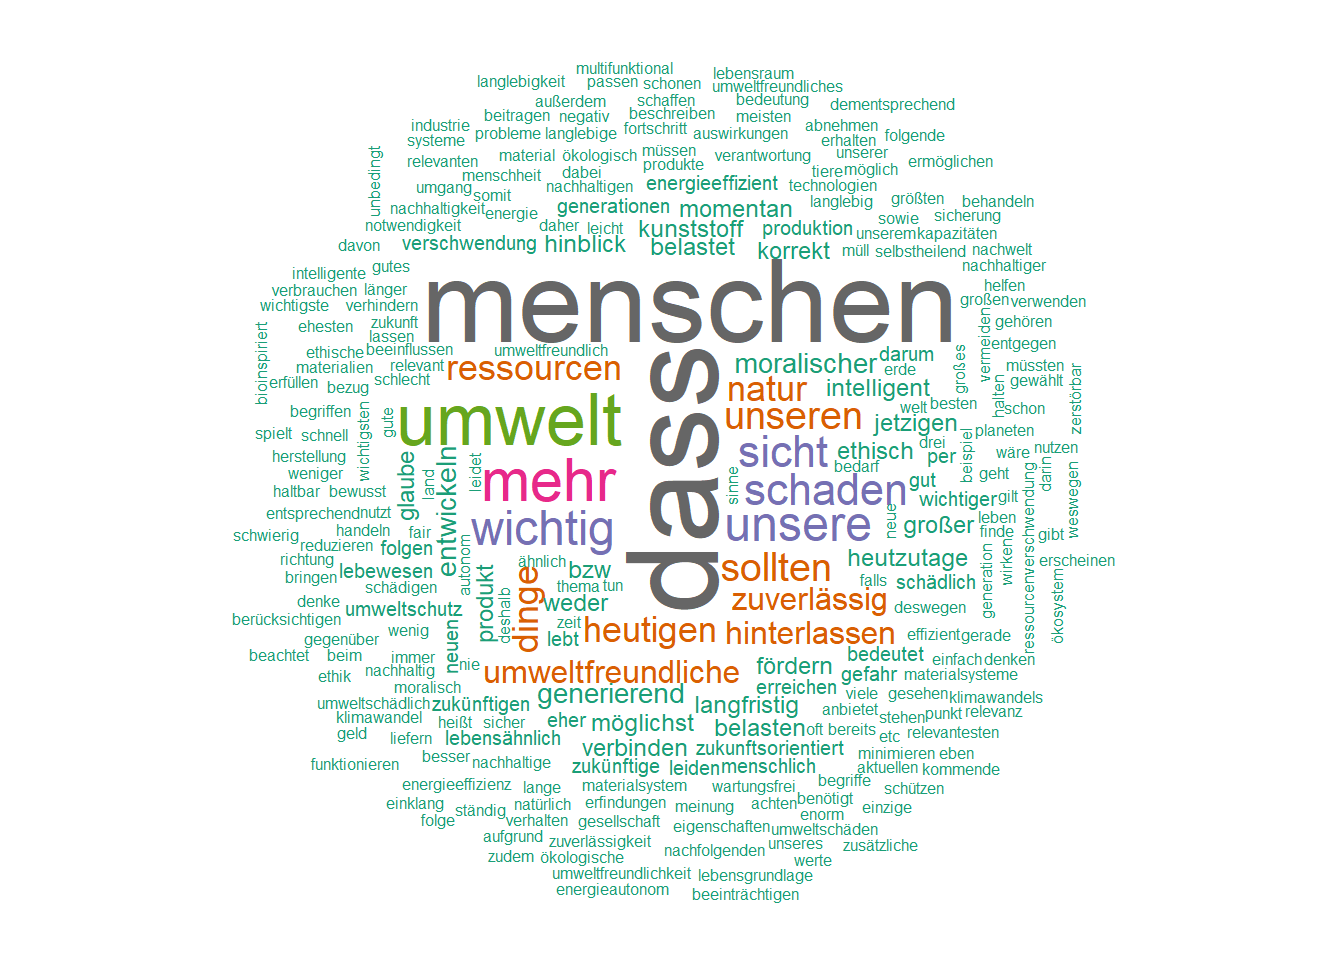 multifunktional
lebensraum
langlebigkeit
passen
schonen
umweltfreundliches
außerdem
schaffen
bedeutung
dementsprechend
beitragen
negativ
beschreiben
meisten
industrie
probleme
langlebige
fortschritt
auswirkungen
abnehmen
folgende
systeme
erhalten
relevanten
material
ökologisch
müssen
verantwortung
unserer
ermöglichen
unbedingt
menschheit
dabei
produkte
tiere
möglich
umgang
somit
nachhaltigen
energieeffizient
technologien
nachhaltigkeit
energie
generationen
momentan
langlebig
größten
behandeln
notwendigkeit
daher
leicht
kunststoff
produktion
sowie
sicherung
unserem
kapazitäten
davon
verschwendung
hinblick
belastet
korrekt
müll
selbstheilend
nachwelt
intelligente
gutes
nachhaltiger
verbrauchen
länger
menschen
helfen
wichtigste
verhindern
großen
verwenden
ehesten
zukunft
gehören
lassen
vermeiden
entgegen
bioinspiriert
ethische
beeinflussen
umweltfreundlich
dass
moralischer
darum
großes
materialien
relevant
ressourcen
erde
müssten
erfüllen
bezug
schlecht
natur
intelligent
halten
gewählt
zerstörbar
begriffen
gute
umwelt
unseren
jetzigen
welt
besten
schon
spielt
schnell
wichtigsten
drei
planeten
herstellung
sicht
ethisch
per
beispiel
wäre
nutzen
weniger
glaube
land
entwickeln
leidet
mehr
sinne
bedarf
geht
darin
haltbar
bewusst
schaden
gut
weswegen
entsprechend
nutzt
wichtiger
gilt
schwierig
handeln
fair
wichtig
unsere
neue
großer
leben
finde
gibt
reduzieren
folgen
ressourcenverschwendung
richtung
lebewesen
autonom
ähnlich
bzw
sollten
heutzutage
generation
wirken
erscheinen
bringen
schädigen
thema
tun
falls
schädlich
denke
umweltschutz
produkt
deshalb
dinge
weder
zuverlässig
deswegen
ökosystem
berücksichtigen
zeit
gegenüber
wenig
neuen
lebt
heutigen
hinterlassen
effizient
gerade
beachtet
beim
immer
nie
bedeutet
einfach
denken
ethik
nachhaltig
umweltfreundliche
fördern
gefahr
materialsysteme
moralisch
generierend
erreichen
viele
gesehen
klimawandels
umweltschädlich
zukünftigen
langfristig
anbietet
klimawandel
heißt
sicher
eher
möglichst
belasten
oft
bereits
stehen
punkt
relevanz
geld
liefern
lebensähnlich
verbinden
zukunftsorientiert
etc
relevantesten
funktionieren
besser
nachhaltige
zukünftige
leiden
menschlich
minimieren
eben
aktuellen
kommende
energieeffizienz
lange
materialsystem
wartungsfrei
begriffe
schützen
einklang
ständig
natürlich
erfindungen
meinung
achten
benötigt
einzige
folge
verhalten
gesellschaft
eigenschaften
enorm
umweltschäden
aufgrund
zuverlässigkeit
unseres
zusätzliche
zudem
ökologische
nachfolgenden
werte
umweltfreundlichkeit
lebensgrundlage
energieautonom
beeinträchtigen